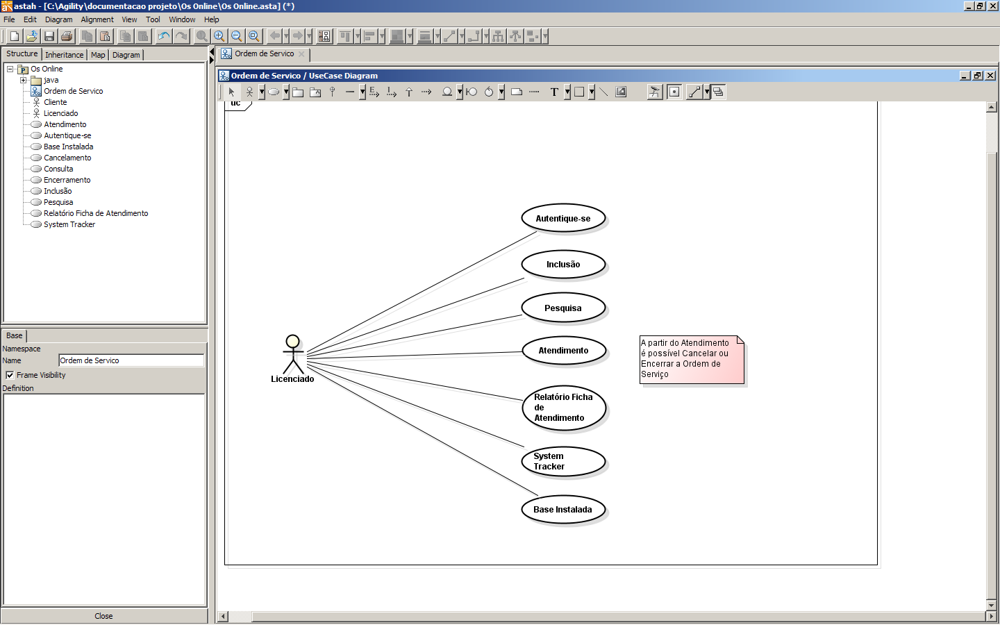 astah - [C:\Agility\documentacao projeto\Os Online\Os Online.asta] (*)
File Edit Diagram Alignment View Tool Window Help
Structure Inheritance Map Diagram
Os Online
java
Ordem de Servico
Cliente
Licenciado
Atendimento
Autentique-se
Base Instalada
Cancelamento
Consulta
Encerramento
Inclusão
Pesquisa
Relatório Ficha de Atendimento
System Tracker
Base
Namespace
Name Ordem de Servico
Frame Visibility
Definition
Close
Ordem de Servico
Ordem de Servico / UseCase Diagram
uc
Autentique-se
Inclusão
Pesquisa
Atendimento
Relatório Ficha
de
Atendimento
System
Tracker
Base Instalada
Licenciado
A partir do Atendimento
é possível Cancelar ou
Encerrar a Ordem de
Serviço